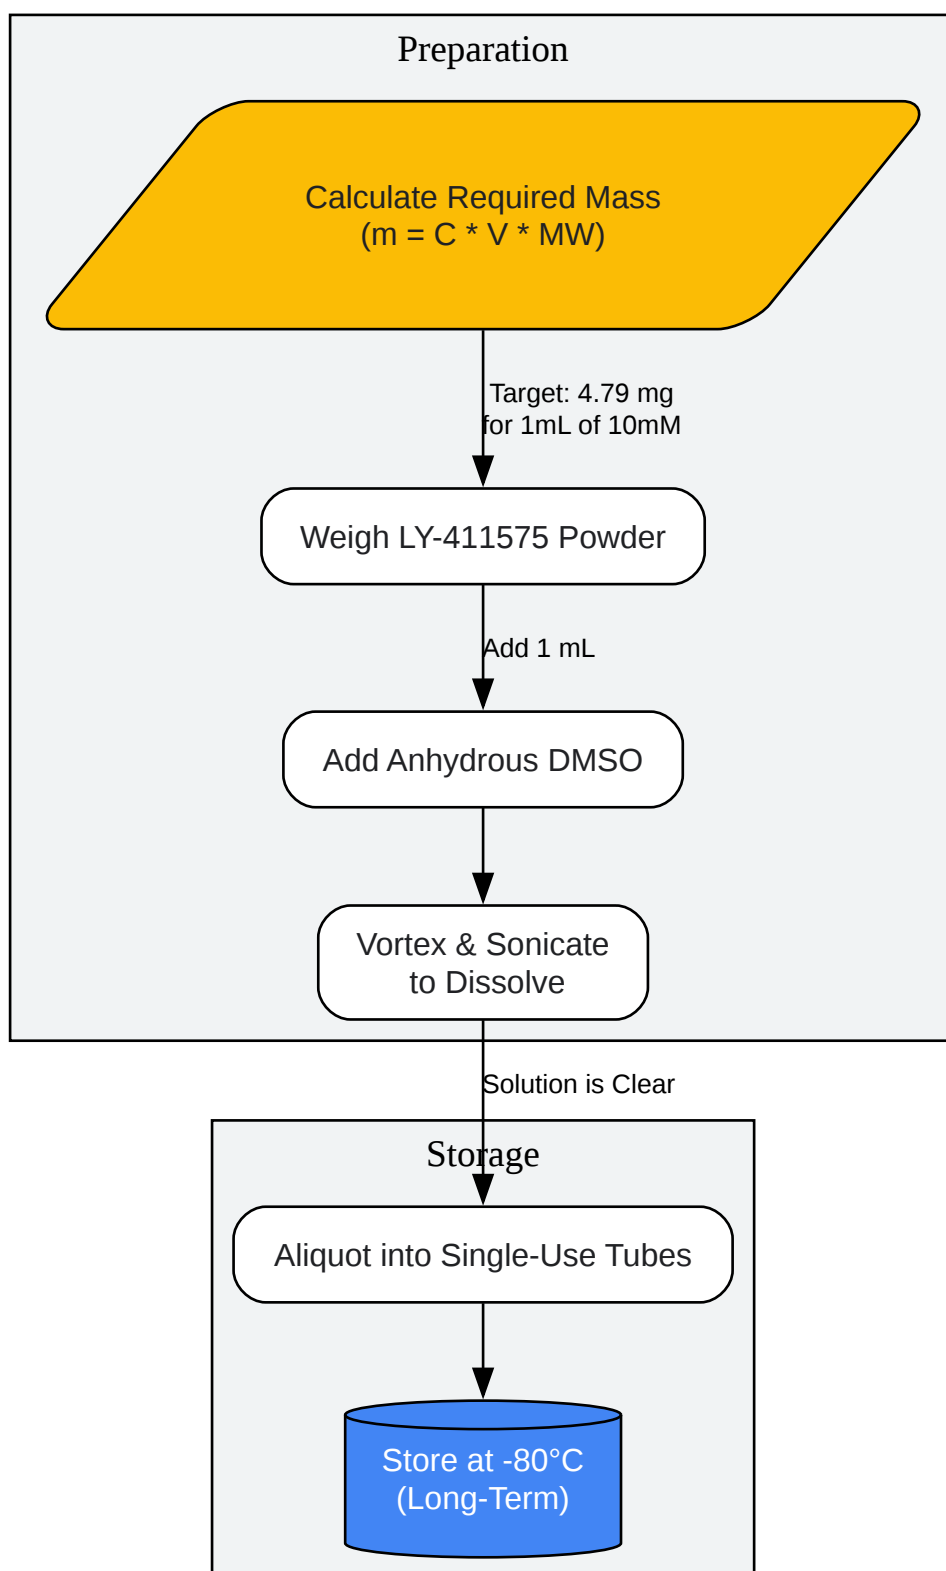 Preparation
Calculate Required Mass
(m = C * V * MW)
Target: 4.79 mg
for 1mL of 10mM
Weigh LY-411575 Powder
Add 1 mL
Add Anhydrous DMSO
Vortex & Sonicate
to Dissolve
Solution is Clear
Storage
Aliquot into Single-Use Tubes
Store at -80°C
(Long-Term)